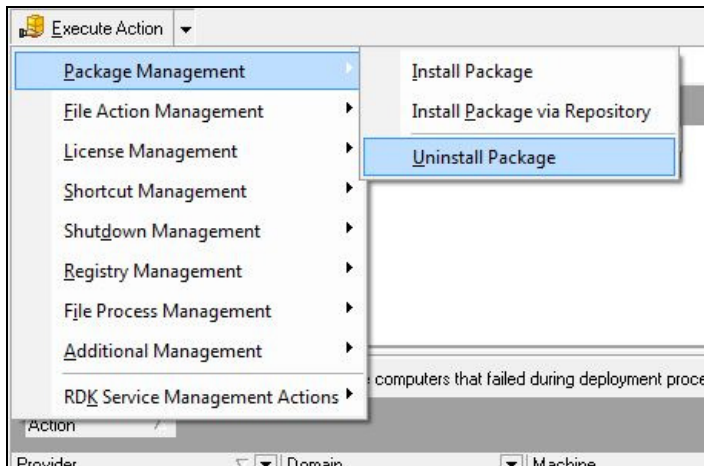 Execute Action
Package Management
File Action Management
License Management
Shortcut Management
Shutdown Management
Registry Management
File Process Management
Additional Management
RDK Service Management Actions
Install Package
Install Package via Repository
Uninstall Package
computers that failed during deployment proce
Action
Provider Domain Machine